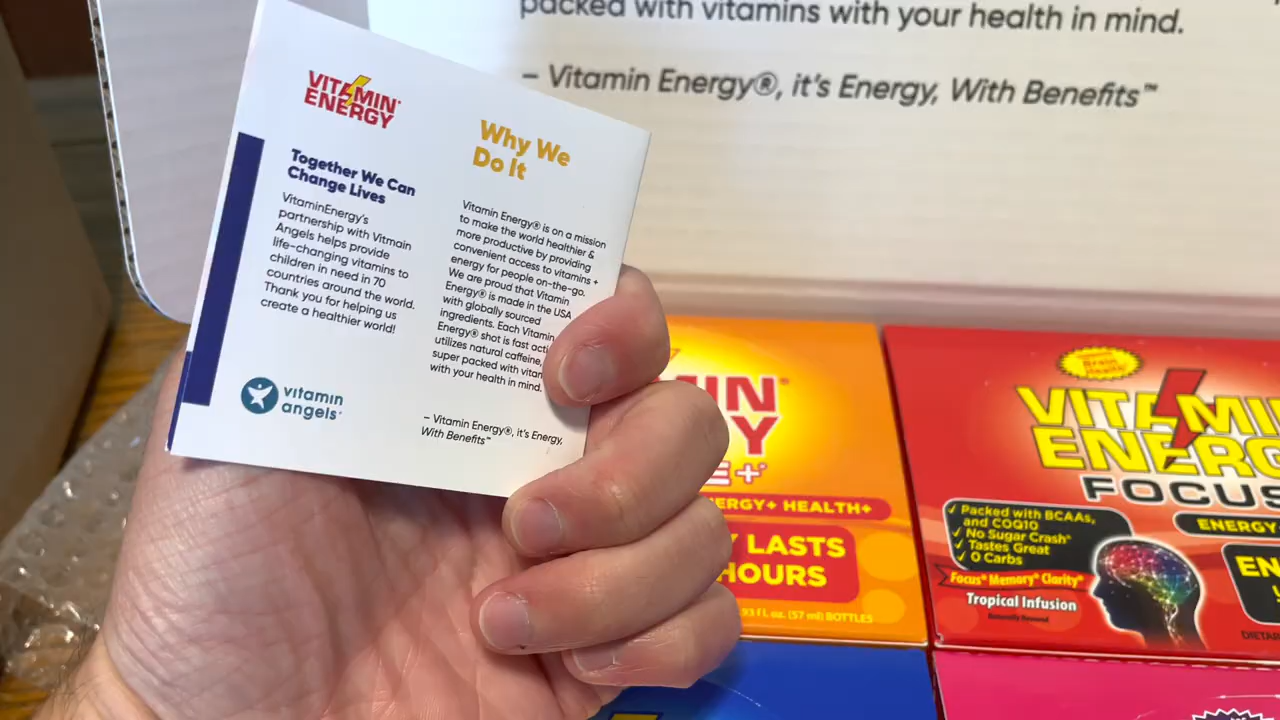 packed with vitamins with your health in mind.
– Vitamin Energy®, it's Energy, With Benefits™
VITAMIN
ENERGY®
Together We Can
Change Lives
VitaminEnergy's
partnership with Vitmain
Angels helps provide
life-changing vitamins to
children in need in 70
countries around the world.
Thank you for helping us
create a healthier world!
vitamin
angels®
Why We
Do It
Vitamin Energy® is on a mission
to make the world healthier &
more productive by providing
convenient access to vitamins +
energy for people on-the-go.
We are proud that Vitamin
Energy® is made in the USA
with globally sourced
ingredients. Each Vitamin
Energy® shot is fast acti
utilizes natural caffeine,
super packed with vitam
with your health in mind.
– Vitamin Energy®, it's Energy,
With Benefits™
MIN®
Y
E+®
ERGY+ HEALTH+
Y LASTS
HOURS
93 fl. oz. (57 ml) BOTTLES
Brain
Health!
VITAMI
ENERG
FOCUS
✓ Packed with BCAAs,
and COQ10
✓ No Sugar Crash*
✓ Tastes Great
✓ 0 Carbs
Focus* Memory* Clarity*
Tropical Infusion
Naturally Flavored
ENERGY
EN
DIETAR